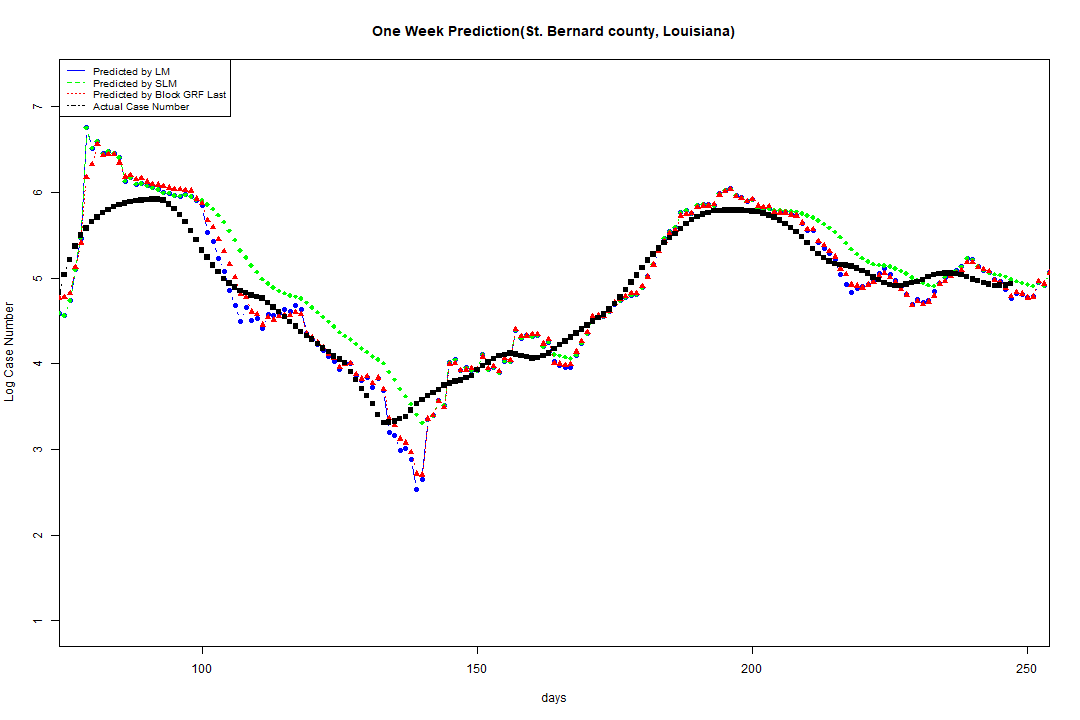 One Week Prediction(St. Bernard county, Louisiana)
Predicted by LM
Predicted by SLM
Predicted by Block GRF Last
Actual Case Number
7
6
5
4
3
2
1
Log Case Number
100 150 200 250
days